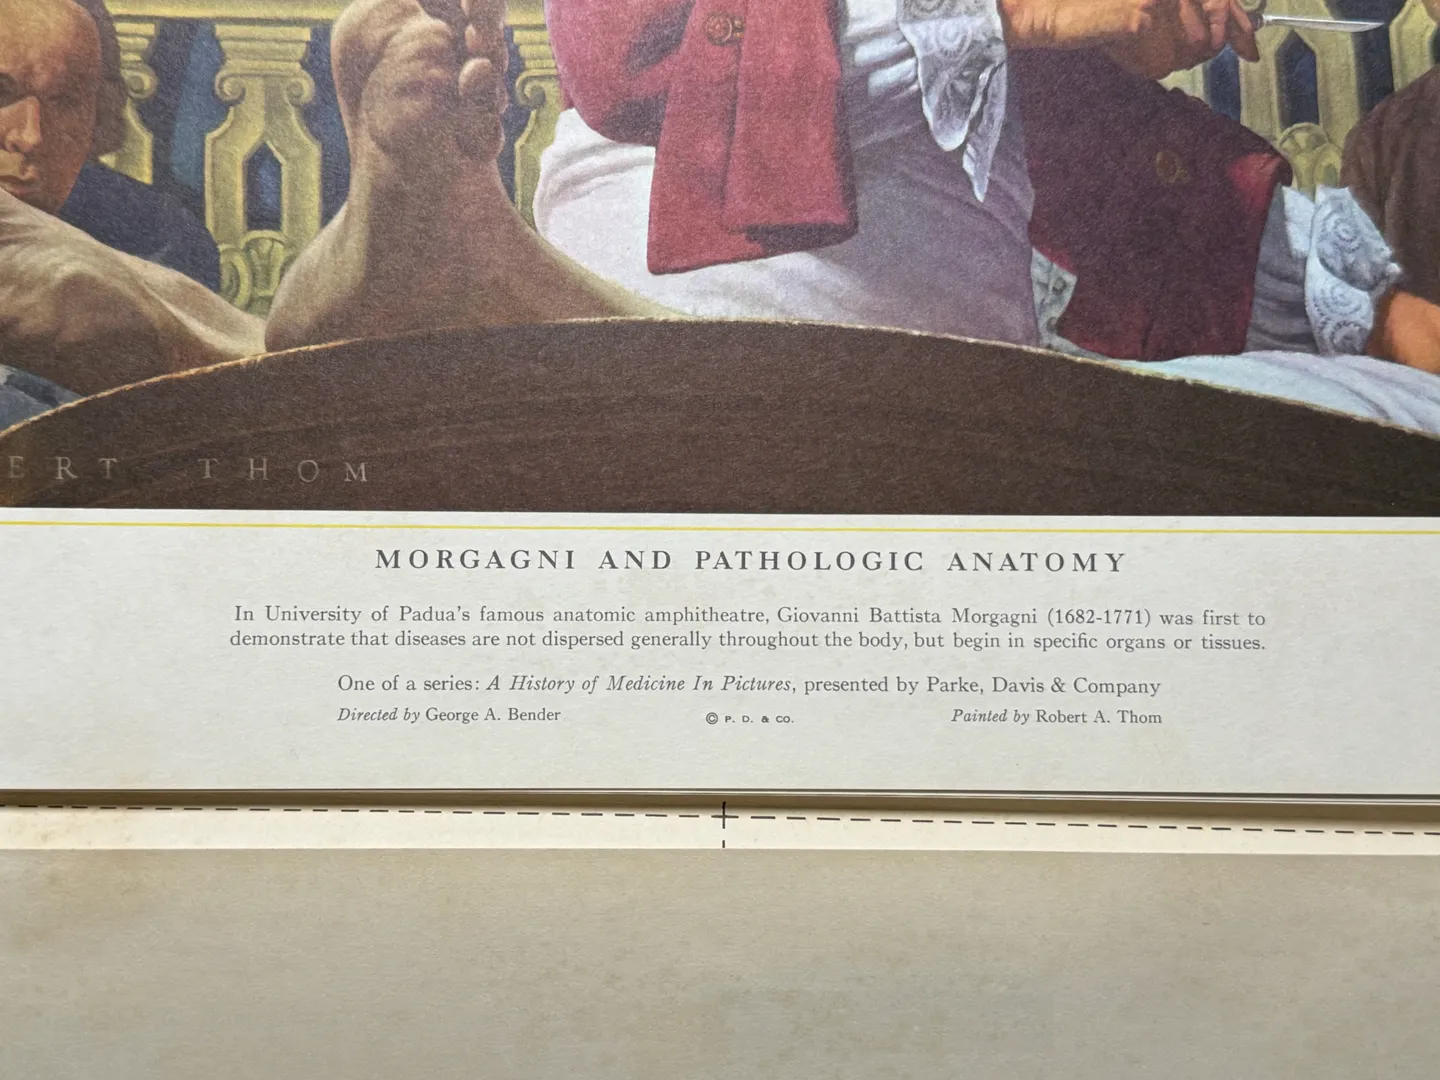 ERT THOM
MORGAGNI AND PATHOLOGIC ANATOMY
In University of Padua's famous anatomic amphitheatre, Giovanni Battista Morgagni (1682-1771) was first to
demonstrate that diseases are not dispersed generally throughout the body, but begin in specific organs or tissues.
One of a series: A History of Medicine In Pictures, presented by Parke, Davis & Company
Directed by George A. Bender © P. D. & CO. Painted by Robert A. Thom